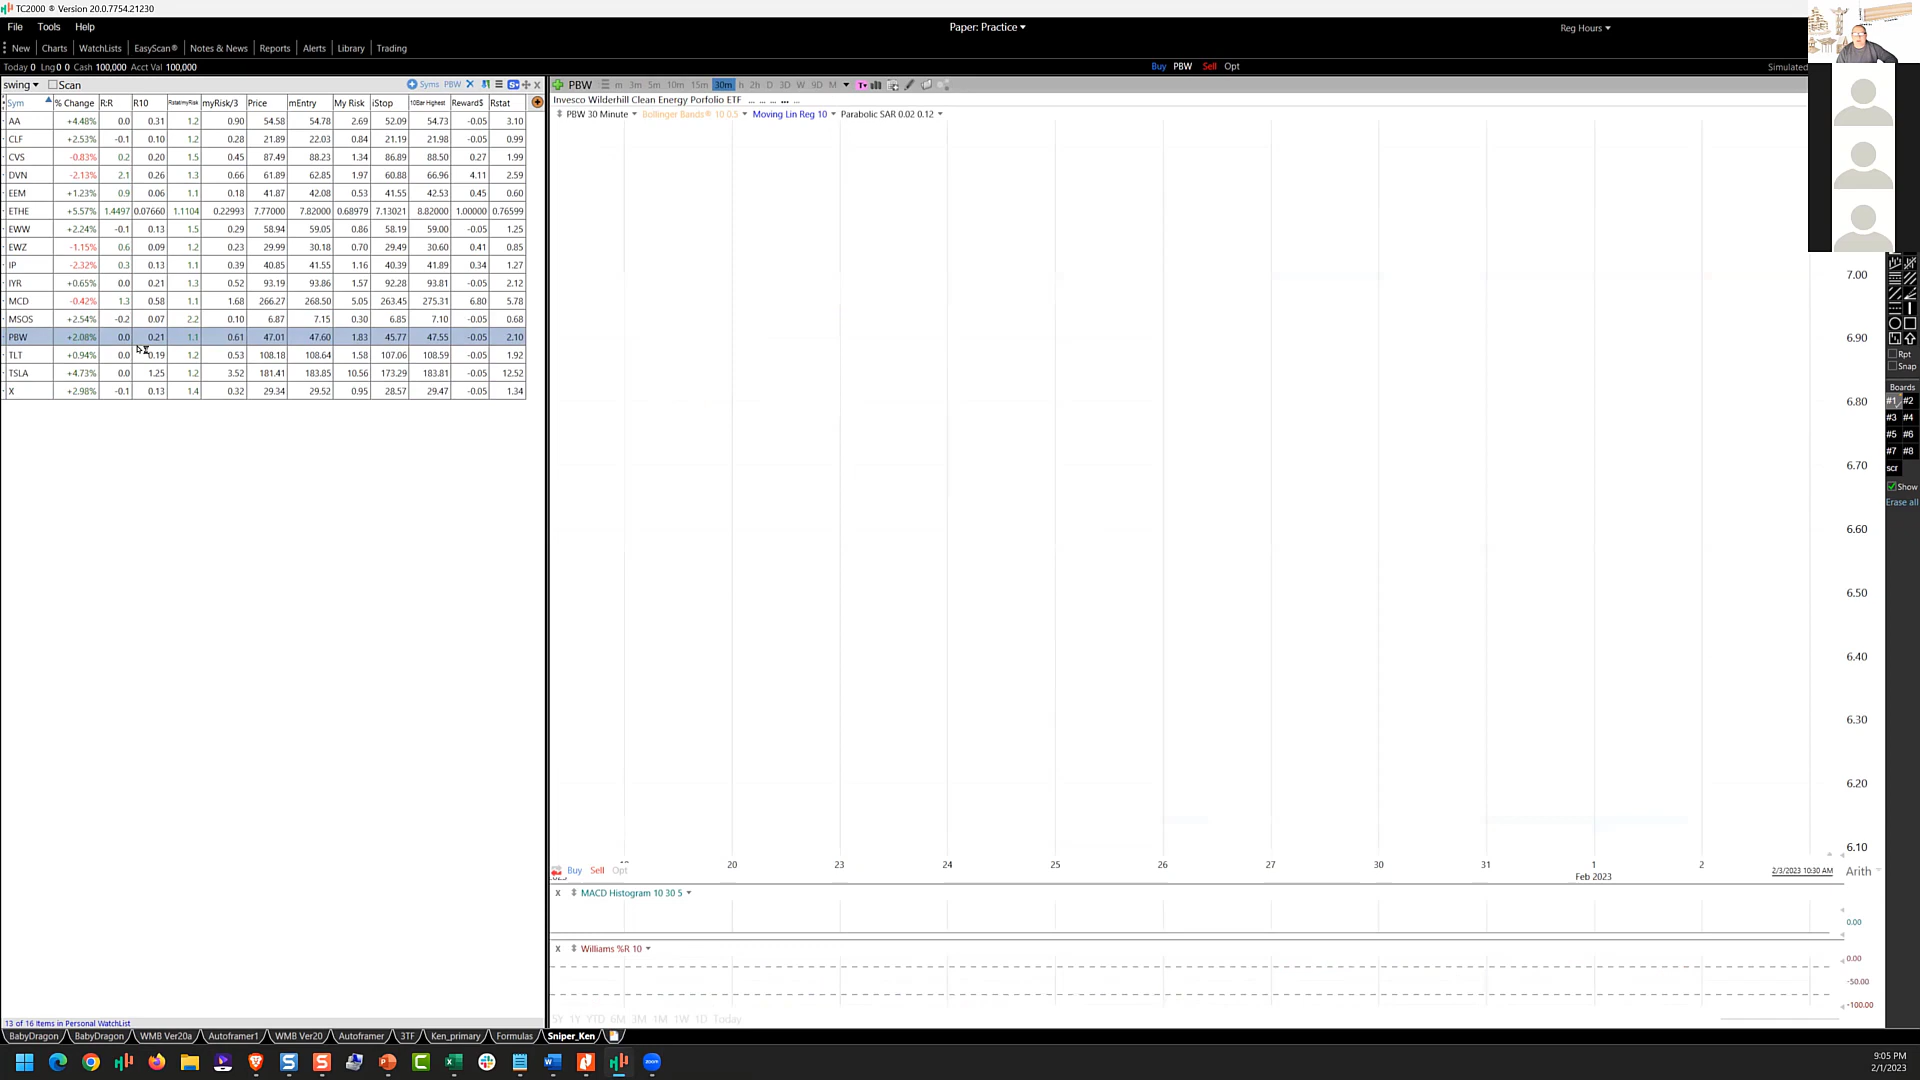 TC2000 ® Version 20.0.7754.21230
File Tools Help
Paper: Practice
Reg Hours
New Charts WatchLists EasyScan® Notes & News Reports Alerts Library Trading
Today 0 Lng 0 0 Cash 100,000 Acct Val 100,000
Buy PBW Sell Opt
Simulated
swing Scan
Syms PBW
PBW m 3m 5m 10m 15m 30m h 2h D 3D W 9D M
Invesco Wilderhill Clean Energy Porfolio ETF ... ... ... ...
PBW 30 Minute Bollinger Bands® 10 0.5 Moving Lin Reg 10 Parabolic SAR 0.02 0.12
Sym % Change R:R R10 Rstat/myRisk myRisk/3 Price mEntry My Risk iStop 10Bar Highest Reward$ Rstat
AA +4.48% 0.0 0.31 1.2 0.90 54.58 54.78 2.69 52.09 54.73 -0.05 3.10
CLF +2.53% -0.1 0.10 1.2 0.28 21.89 22.03 0.84 21.19 21.98 -0.05 0.99
CVS -0.83% 0.2 0.20 1.5 0.45 87.49 88.23 1.34 86.89 88.50 0.27 1.99
DVN -2.13% 2.1 0.26 1.3 0.66 61.89 62.85 1.97 60.88 66.96 4.11 2.59
EEM +1.23% 0.9 0.06 1.1 0.18 41.87 42.08 0.53 41.55 42.53 0.45 0.60
ETHE +5.57% 1.4497 0.07660 1.1104 0.22993 7.77000 7.82000 0.68979 7.13021 8.82000 1.00000 0.76599
EWW +2.24% -0.1 0.13 1.5 0.29 58.94 59.05 0.86 58.19 59.00 -0.05 1.25
EWZ -1.15% 0.6 0.09 1.2 0.23 29.99 30.18 0.70 29.49 30.60 0.41 0.85
IP -2.32% 0.3 0.13 1.1 0.39 40.85 41.55 1.16 40.39 41.89 0.34 1.27
IYR +0.65% 0.0 0.21 1.3 0.52 93.19 93.86 1.57 92.28 93.81 -0.05 2.12
MCD -0.42% 1.3 0.58 1.1 1.68 266.27 268.50 5.05 263.45 275.31 6.80 5.78
MSOS +2.54% -0.2 0.07 2.2 0.10 6.87 7.15 0.30 6.85 7.10 -0.05 0.68
PBW +2.08% 0.0 0.21 1.1 0.61 47.01 47.60 1.83 45.77 47.55 -0.05 2.10
TLT +0.94% 0.0 0.19 1.2 0.53 108.18 108.64 1.58 107.06 108.59 -0.05 1.92
TSLA +4.73% 0.0 1.25 1.2 3.52 181.41 183.85 10.56 173.29 183.81 -0.05 12.52
X +2.98% -0.1 0.13 1.4 0.32 29.34 29.52 0.95 28.57 29.47 -0.05 1.34
7.00
6.90
6.80
6.70
6.60
6.50
6.40
6.30
6.20
6.10
Rpt
Snap
Boards
#1 #2
#3 #4
#5 #6
#7 #8
scr
Show
Erase all
20 23 24 25 26 27 30 31 1 2
Feb 2023
2/3/2023 10:30 AM
Arith
Buy Sell Opt
x MACD Histogram 10 30 5
0.00
x Williams %R 10
0.00
-50.00
-100.00
5Y 1Y YTD 6M 3M 1M 1W 1D Today
13 of 16 Items in Personal WatchList
BabyDragon BabyDragon WMB Ver20a Autoframer1 WMB Ver20 Autoframer 3TF Ken_primary Formulas Sniper_Ken
zoom
9:05 PM
2/1/2023